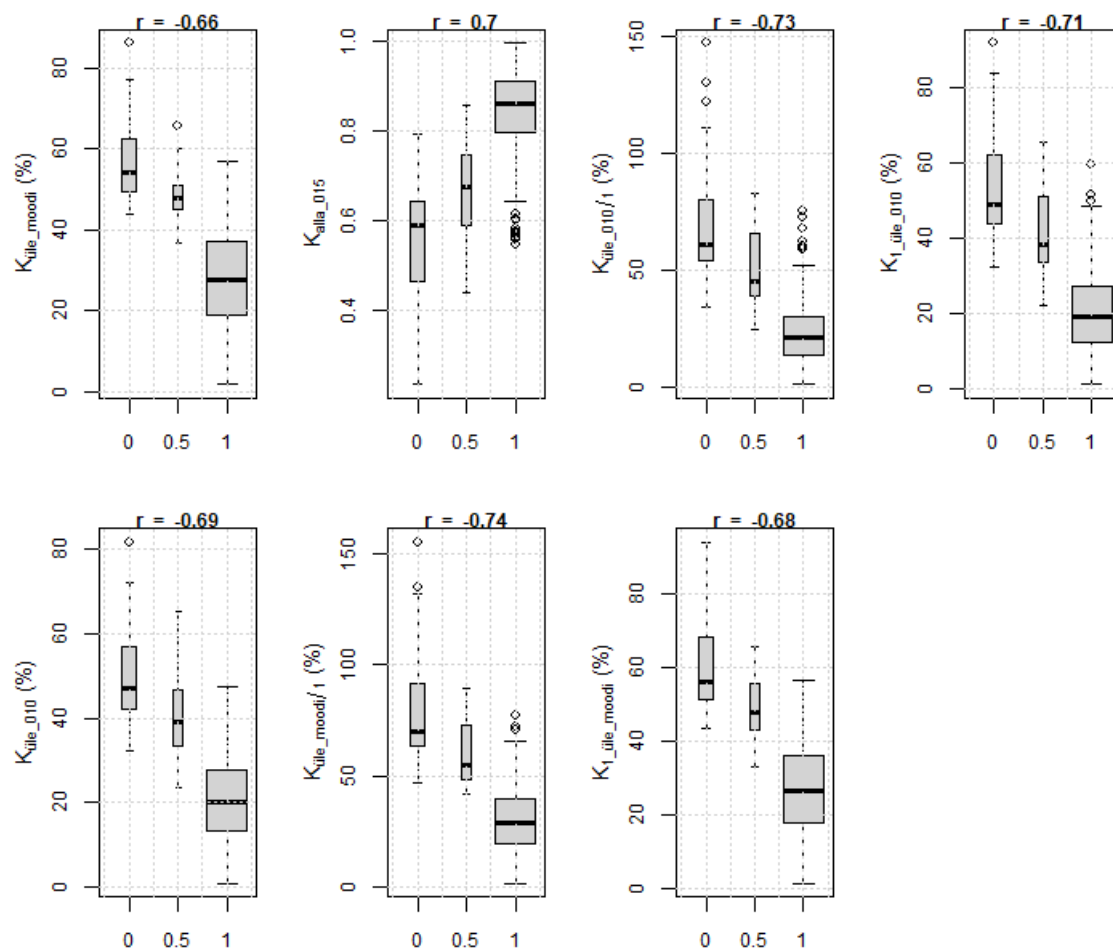 r = -0.66
K_üle_moodi (%)
0 20 40 60 80
0 0.5 1
r = 0.7
K_alla_015
0.4 0.6 0.8 1.0
0 0.5 1
r = -0.73
K_üle_010/1 (%)
0 50 100 150
0 0.5 1
r = -0.71
K_1_üle_010 (%)
0 20 40 60 80
0 0.5 1
r = -0.69
K_üle_010 (%)
0 20 40 60 80
0 0.5 1
r = -0.74
K_üle_moodi/1 (%)
0 50 100 150
0 0.5 1
r = -0.68
K_1_üle_moodi (%)
0 20 40 60 80
0 0.5 1